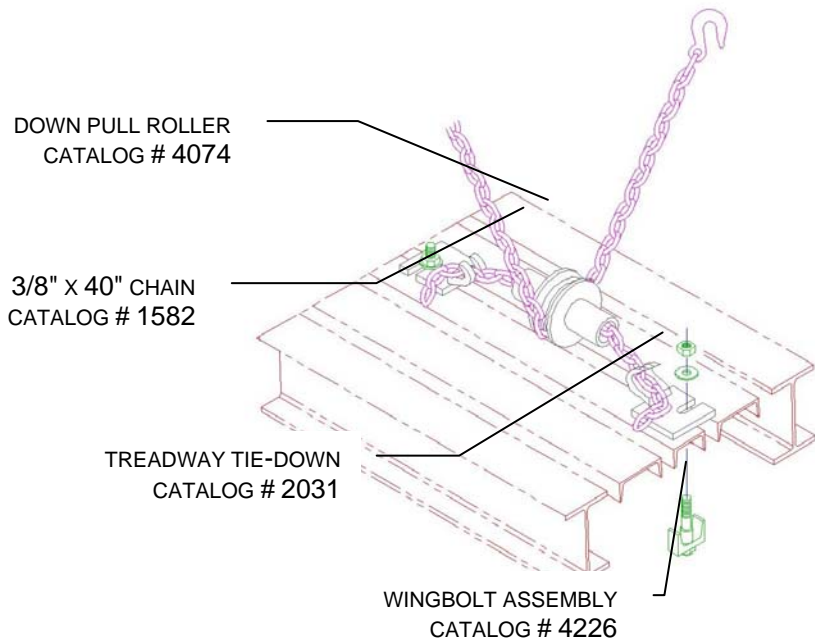 DOWN PULL ROLLER
CATALOG # 4074
3/8" X 40" CHAIN
CATALOG # 1582
TREADWAY TIE-DOWN
CATALOG # 2031
WINGBOLT ASSEMBLY
CATALOG # 4226